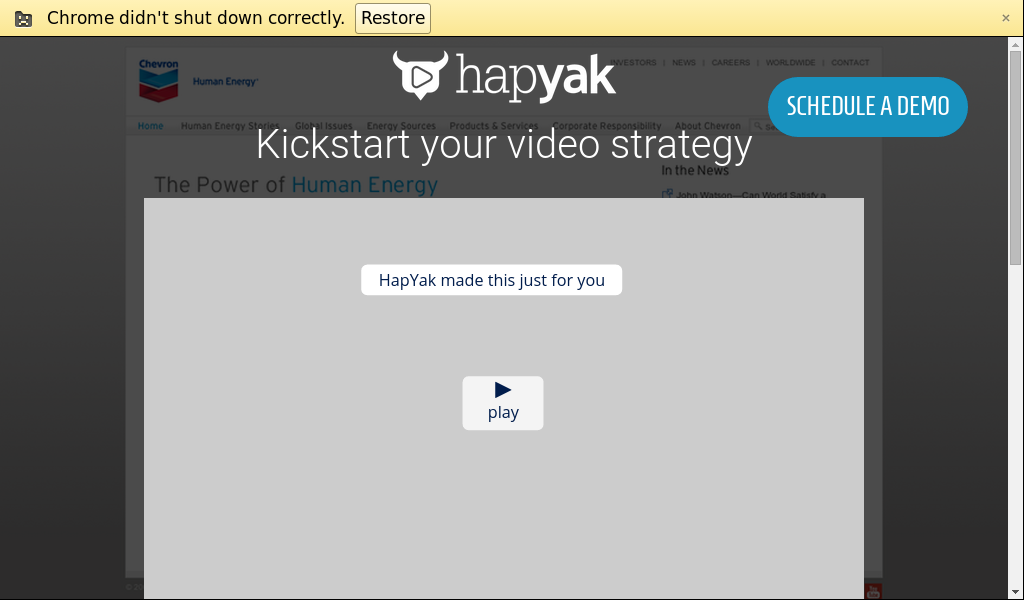 Chrome didn't shut down correctly. Restore ×
Chevron
Human Energy
hapyak
INVESTORS | NEWS | CAREERS | WORLDWIDE | CONTACT
SCHEDULE A DEMO
Home Human Energy Stories Global Issues Energy Sources Products & Services Corporate Responsibility About Chevron
Kickstart your video strategy
In the News
The Power of Human Energy
John Watson—Can World Satisfy a
HapYak made this just for you
play